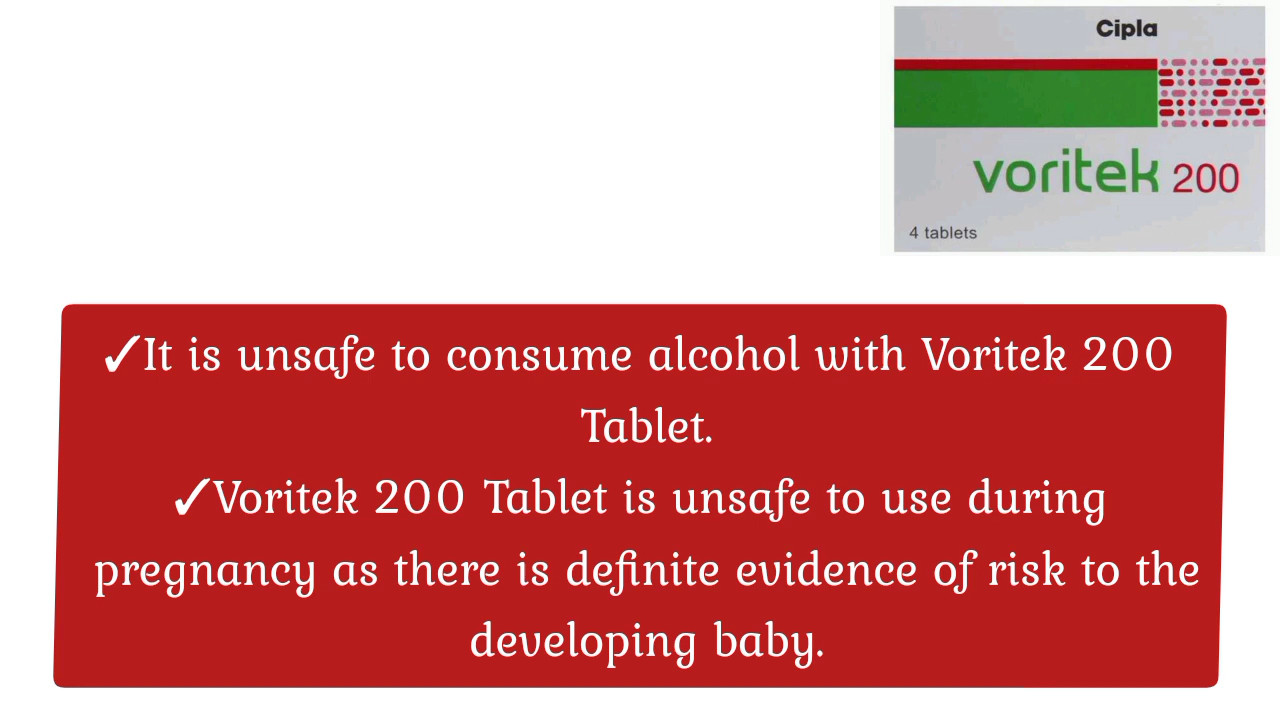 Cipla
voritek 200
4 tablets
✓It is unsafe to consume alcohol with Voritek 200
Tablet.
✓Voritek 200 Tablet is unsafe to use during
pregnancy as there is definite evidence of risk to the
developing baby.